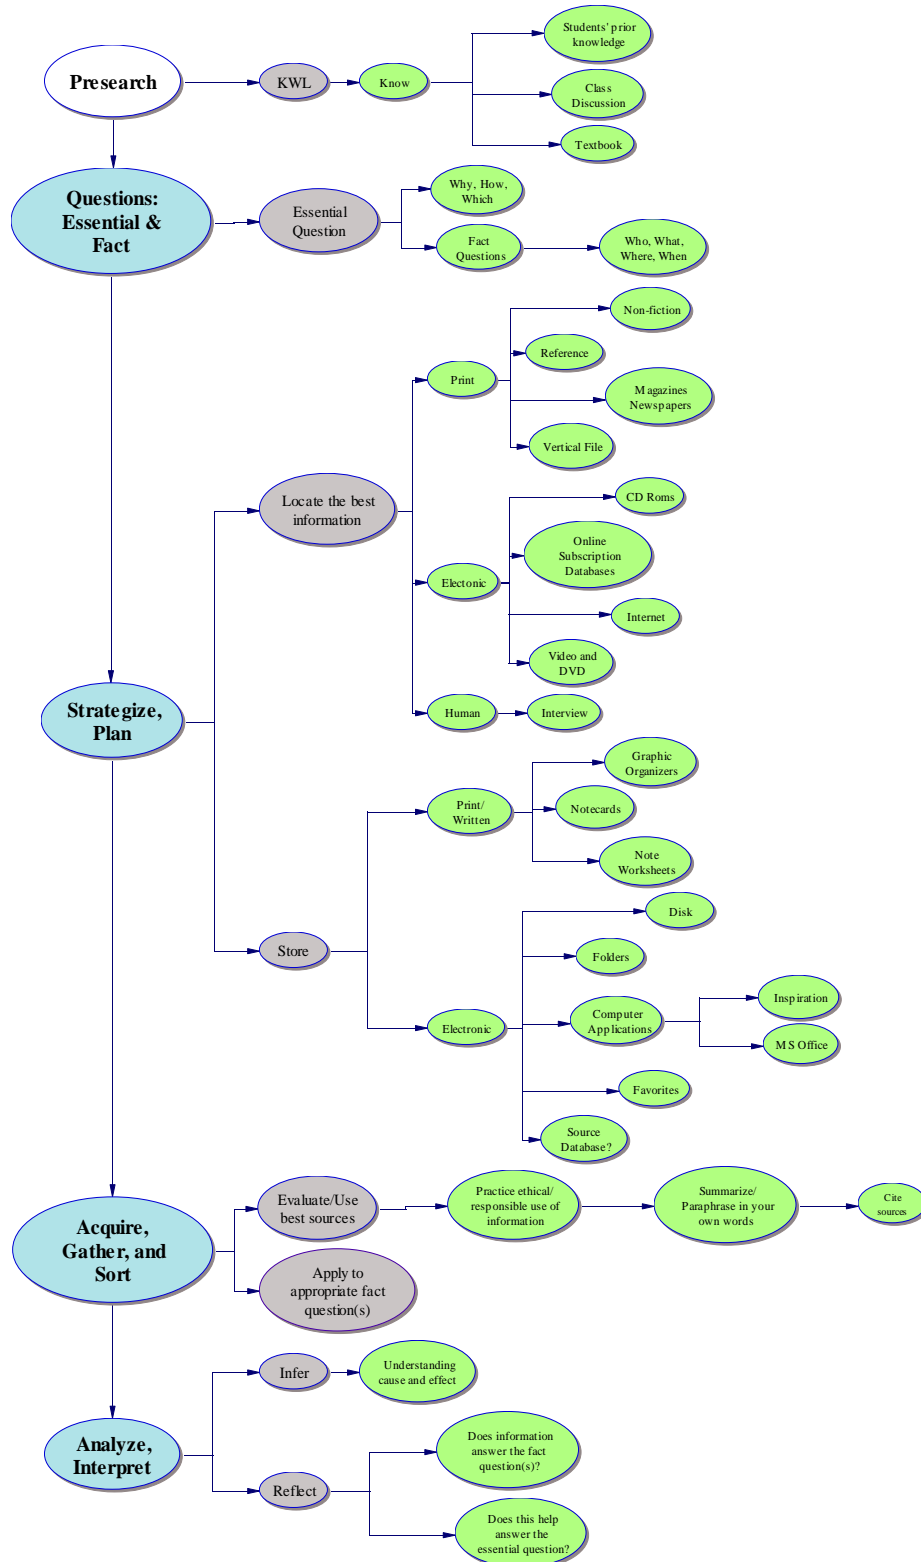 Students' prior
knowledge
Presearch
KWL
Know
Class
Discussion
Textbook
Questions:
Essential &
Fact
Essential
Question
Why, How,
Which
Fact
Questions
Who, What,
Where, When
Non-fiction
Reference
Print
Magazines
Newspapers
Vertical File
Locate the best
information
CD Roms
Online
Subscription
Databases
Electonic
Internet
Video and
DVD
Human
Interview
Strategize,
Plan
Graphic
Organizers
Print/
Written
Notecards
Note
Worksheets
Store
Disk
Folders
Electronic
Computer
Applications
Inspiration
MS Office
Favorites
Source
Database?
Acquire,
Gather, and
Sort
Evaluate/Use
best sources
Practice ethical/
responsible use of
information
Summarize/
Paraphrase in your
own words
Cite
sources
Apply to
appropriate fact
question(s)
Infer
Understanding
cause and effect
Analyze,
Interpret
Reflect
Does information
answer the fact
question(s)?
Does this help
answer the
essential question?